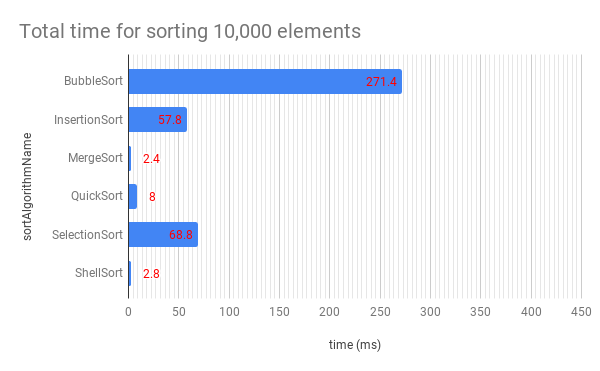 Total time for sorting 10,000 elements
sortAlgorithmName
BubbleSort 271.4
InsertionSort 57.8
MergeSort 2.4
QuickSort 8
SelectionSort 68.8
ShellSort 2.8
0 50 100 150 200 250 300 350 400 450
time (ms)